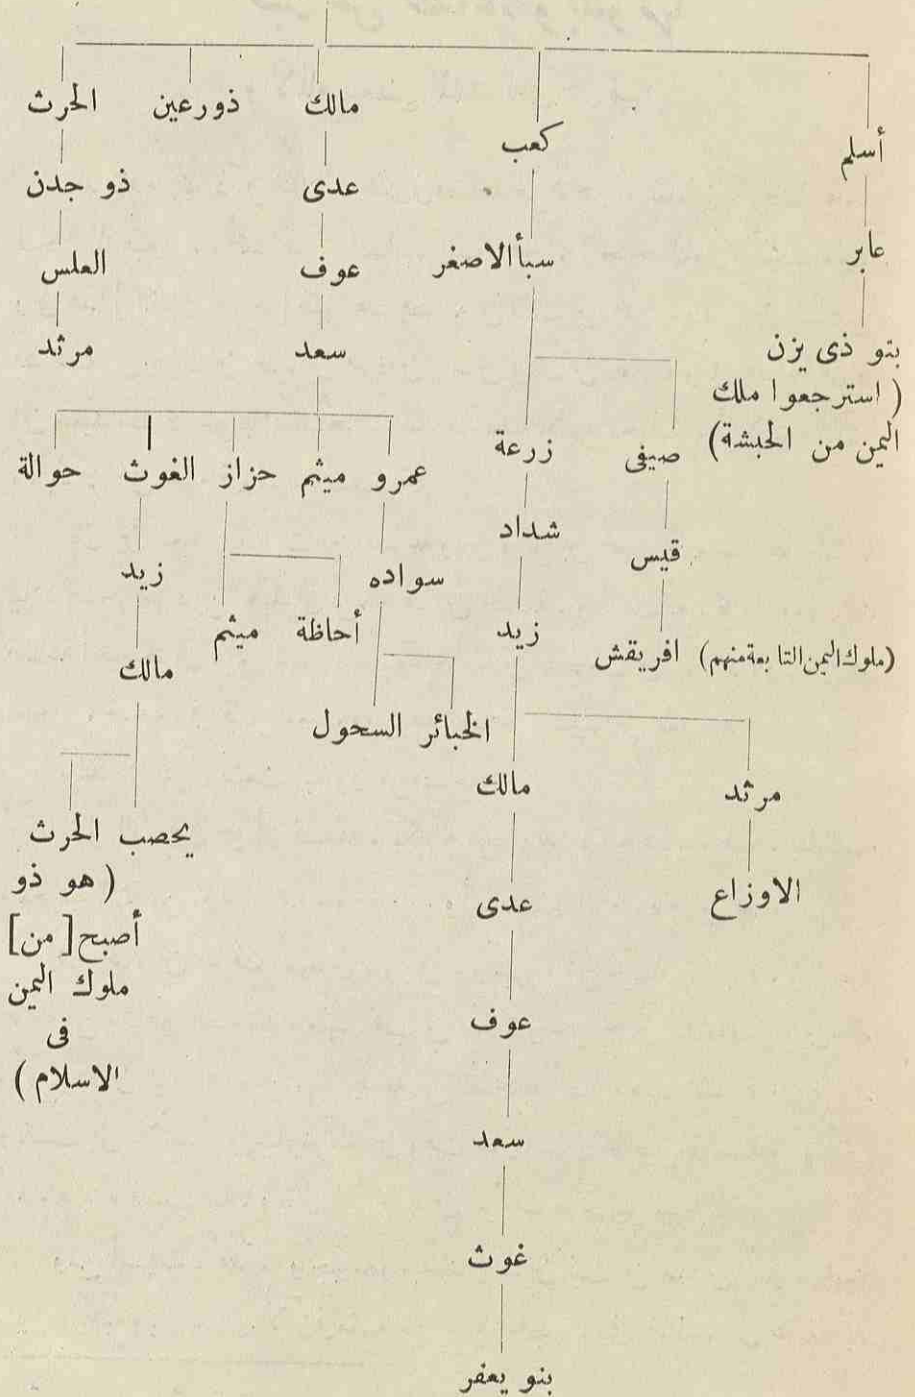 أسلم
عابر
بنو ذى يزن
( استرجعوا ملك
اليمن من الحبشة)
كعب
سبأ الاصغر
صيفى
قيس
افريقش (ملوك اليمن التابعة منهم)
زرعة
شداد
زيد
مرثد
الاوزاع
مالك
عدى
عوف
سعد
غوث
بنو يعفر
مالك
عدى
عوف
سعد
عمرو ميثم حزاز الغوث حوالة
سواده
الخبائر السحول
أحاظة ميثم
زيد
مالك
يحصب الحرث
( هو ذو
أصبح [ من ]
ملوك اليمن
فى
الاسلام )
ذورعين
الحرث
ذو جدن
العلس
مرثد